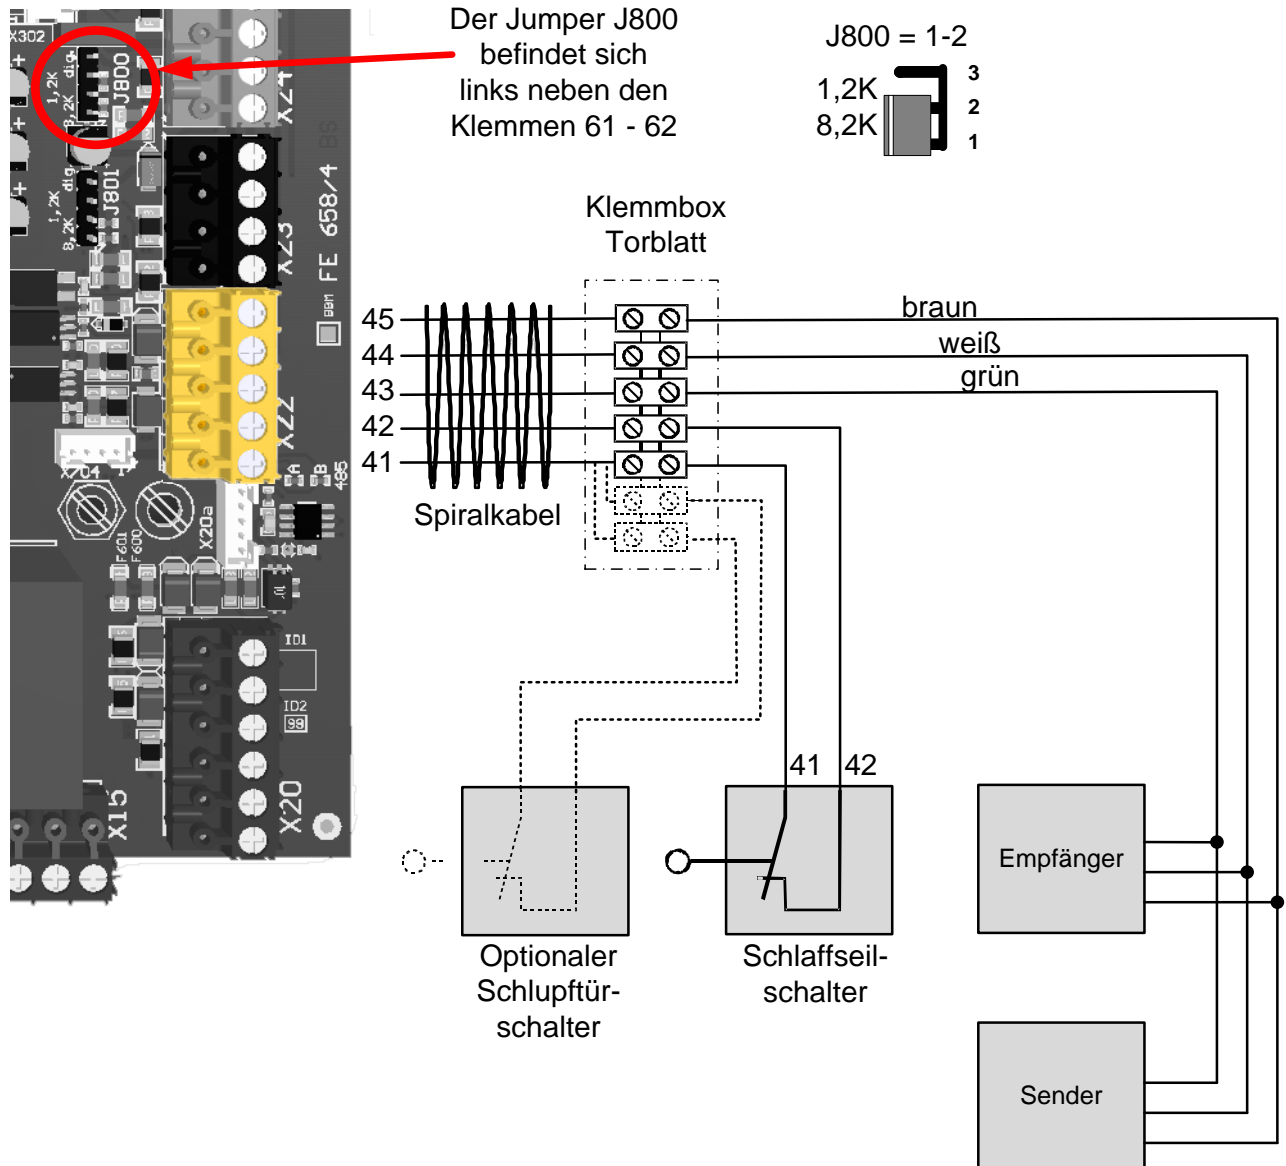 Der Jumper J800
befindet sich
links neben den
Klemmen 61 - 62
J800 = 1-2
1,2K
8,2K
3
2
1
X302
dig.
1,2K
8,2K
J800
X24
dig.
1,2K
8,2K
J801
X23
BS
FE 658/4
BBM
X22
A
B
485
X20a
F601
F600
ID1
ID2
99
X20
X15
Klemmbox
Torblatt
45
44
43
42
41
Spiralkabel
braun
weiß
grün
41
42
Optionaler
Schlupftür-
schalter
Schlaffseil-
schalter
Empfänger
Sender